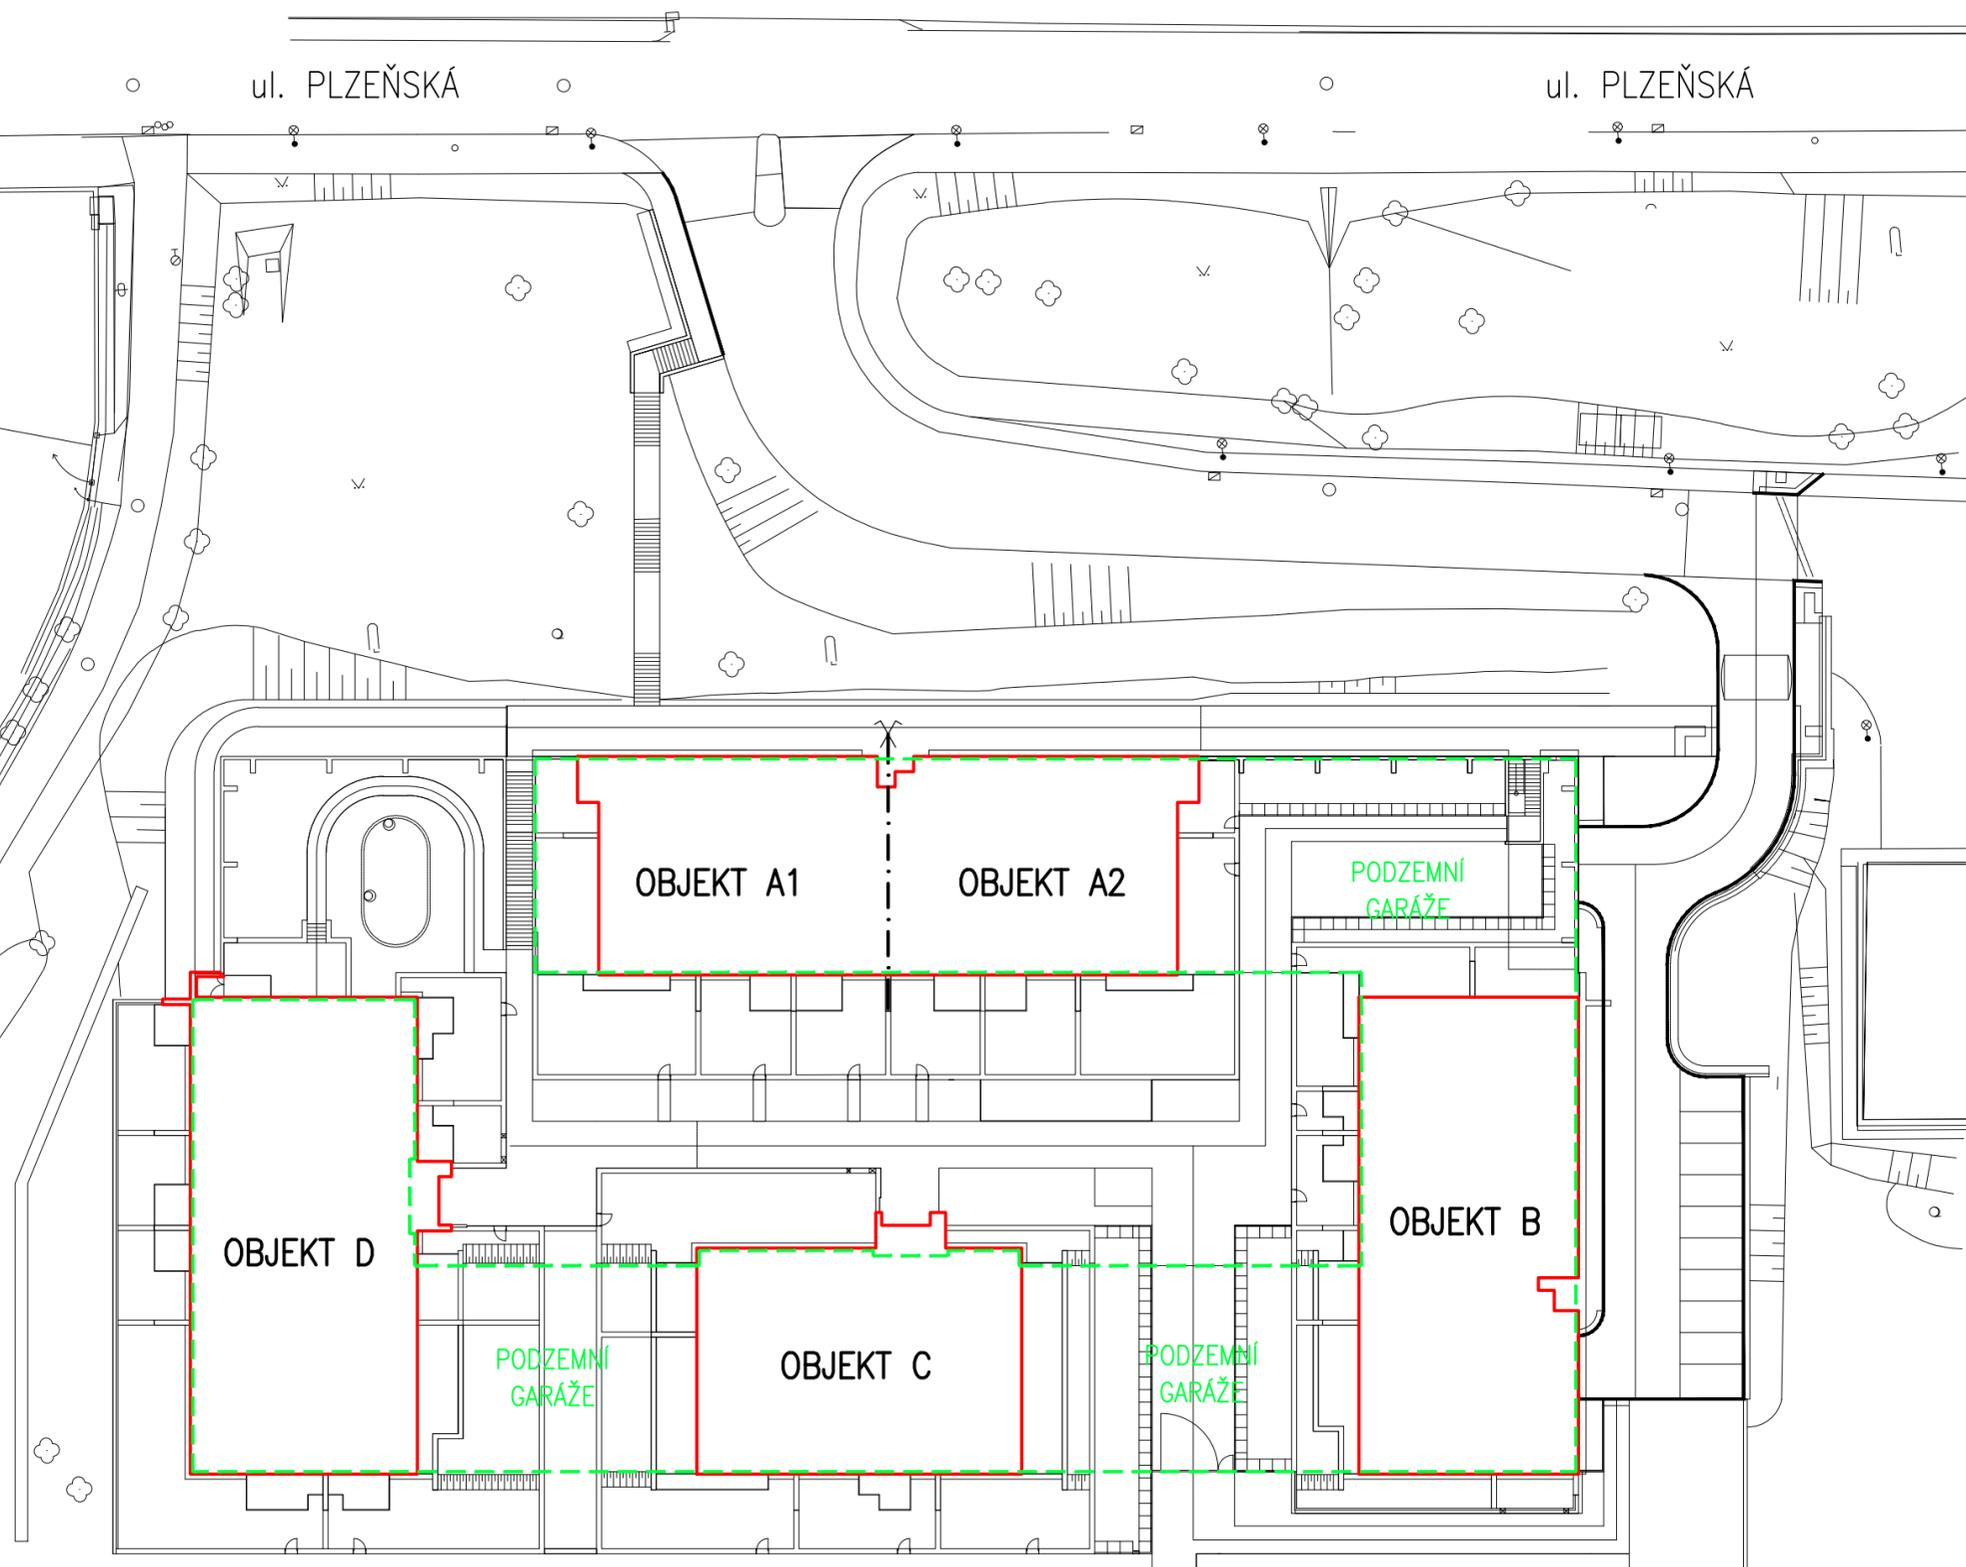 ul. PLZEŇSKÁ
ul. PLZEŇSKÁ
OBJEKT A1
OBJEKT A2
PODZEMNÍ
GARÁŽE
OBJEKT D
OBJEKT B
OBJEKT C
PODZEMNÍ
GARÁŽE
PODZEMNÍ
GARÁŽE